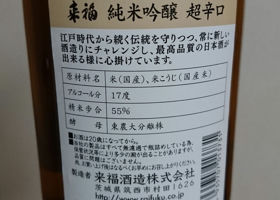 来福 純米吟醸 超辛口
江戸時代から続く伝統を守りつつ、常に新しい
酒造りにチャレンジし、最高品質の日本酒が
出来る様に心掛けています。
原材料名 米(国産)、米こうじ(国産米)
アルコール分 17度
精米歩合 55%
酵母 東農大分離株
●お酒は20歳になってから。
製造者 来福酒造株式会社
茨城県筑西市村田1626
http://www.raifuku.co.jp